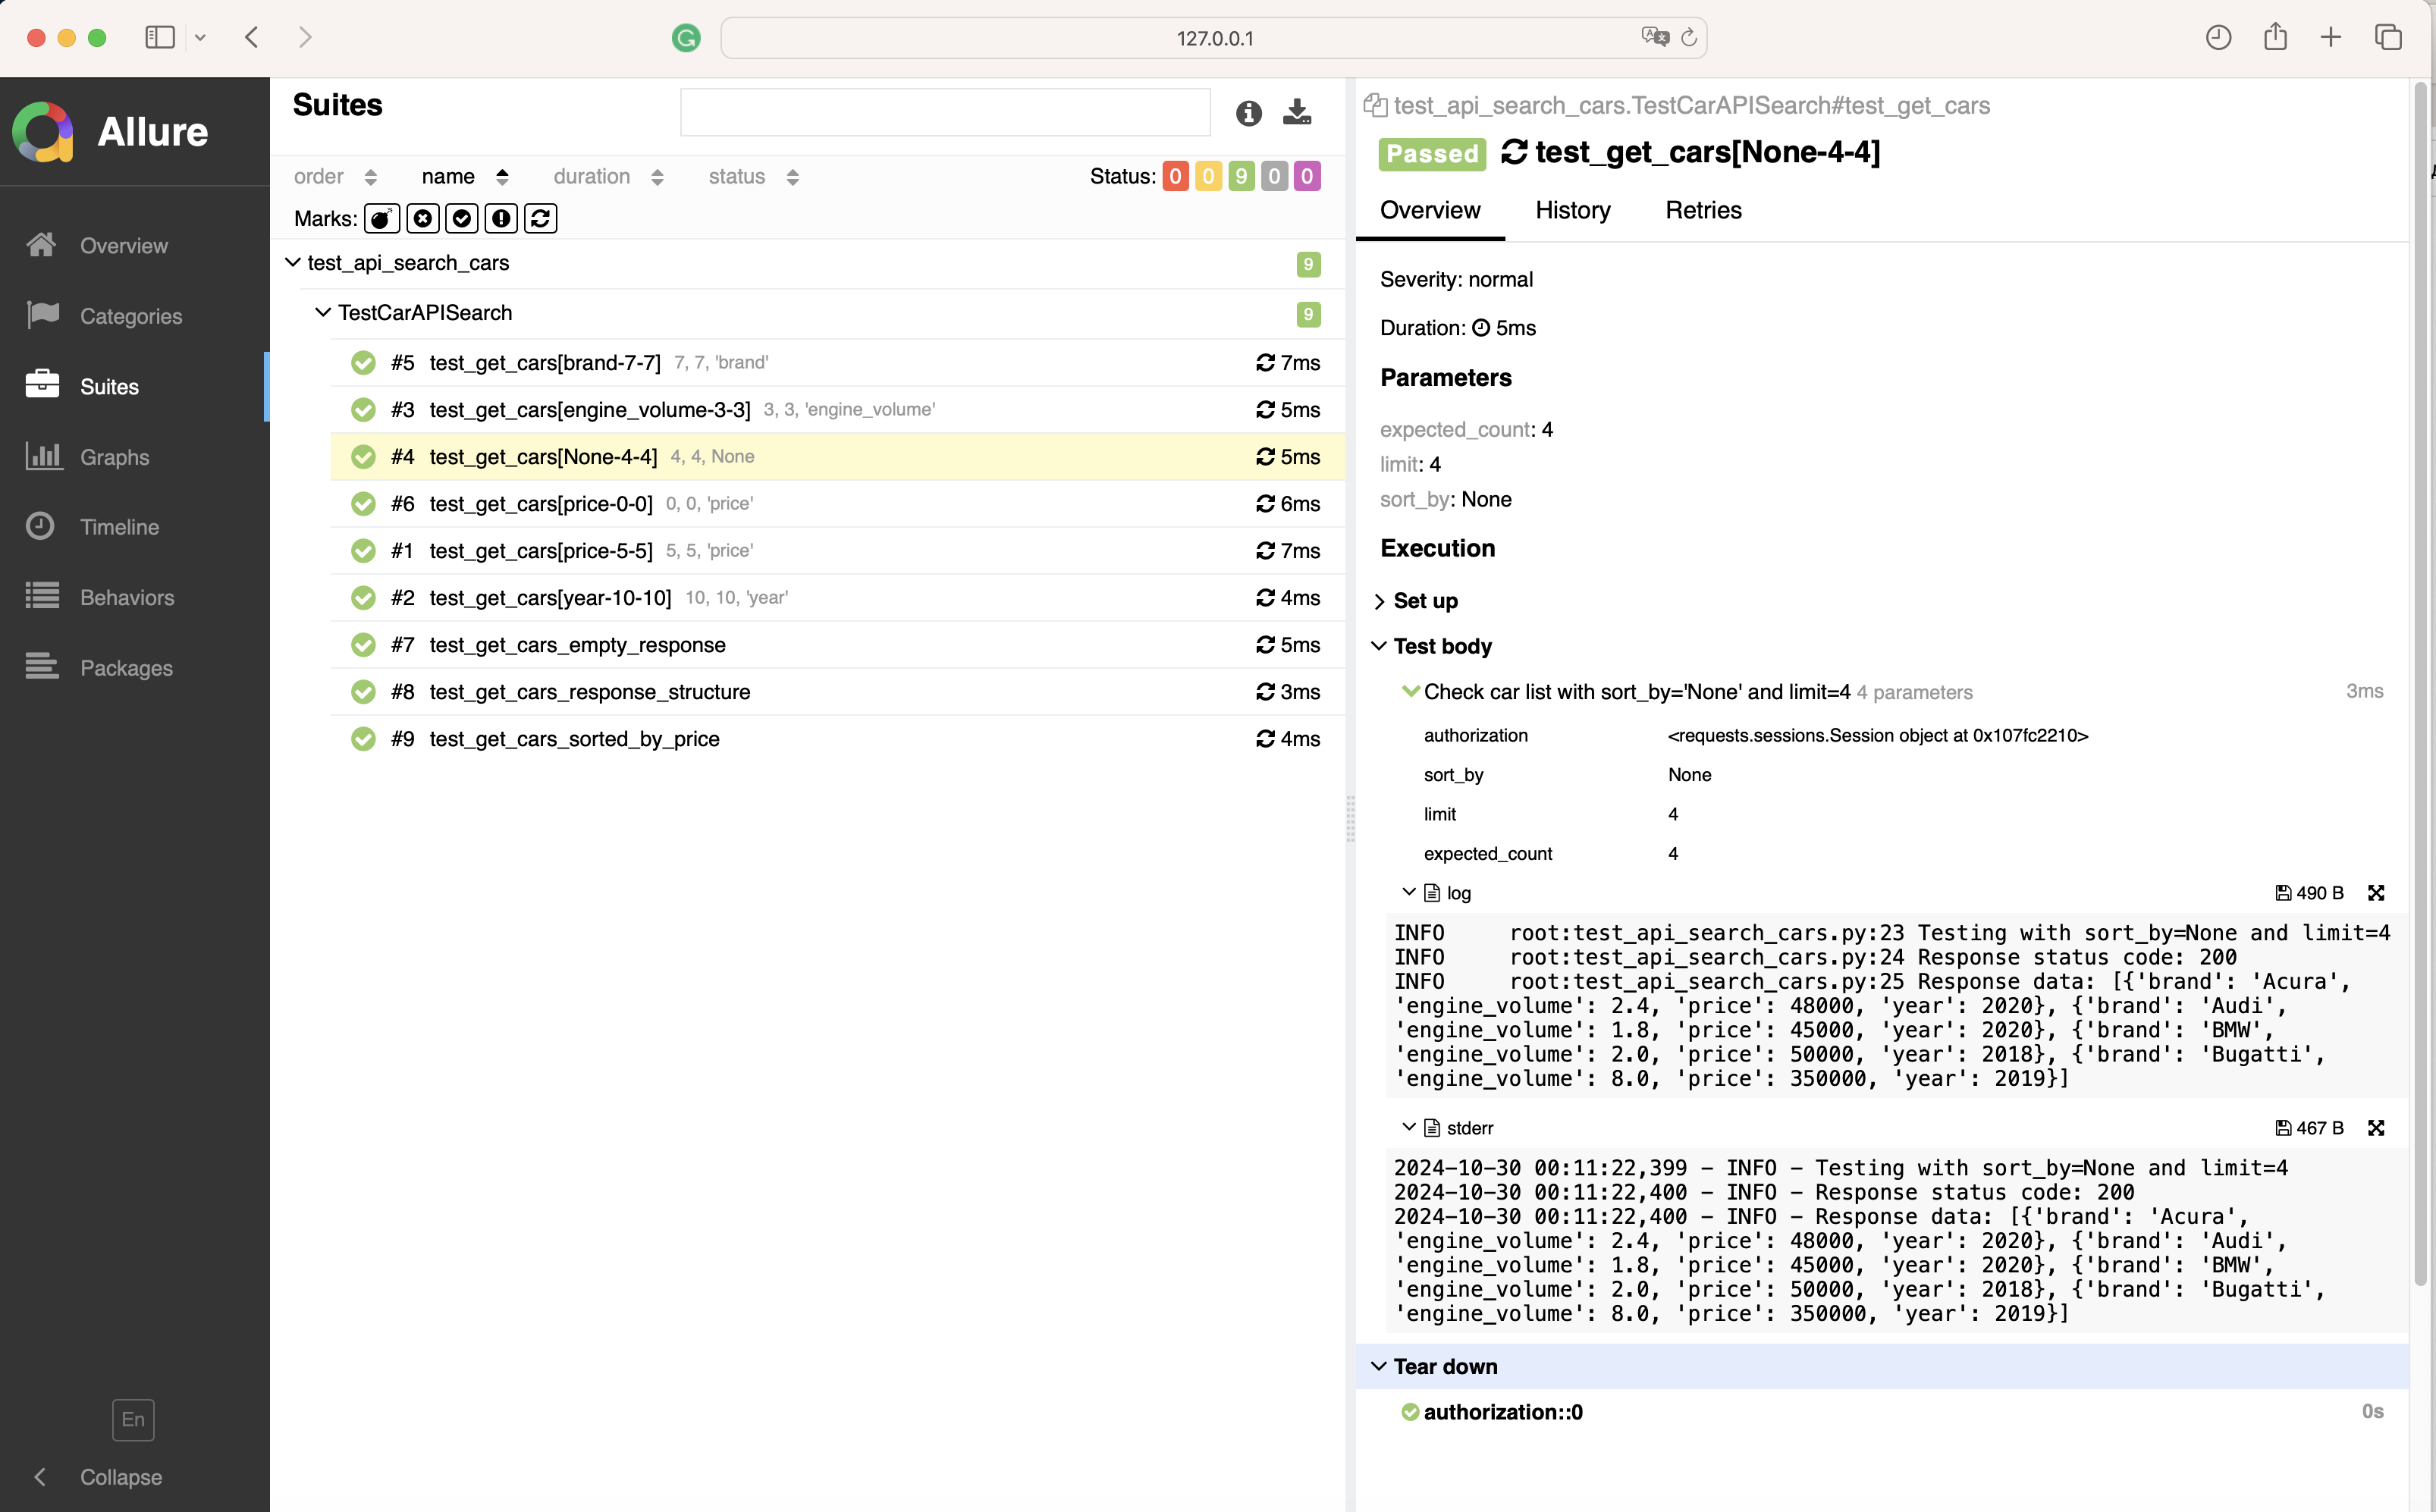 127.0.0.1
Allure
Overview
Categories
Suites
Graphs
Timeline
Behaviors
Packages
En
Collapse
Suites
order name duration status Status: 0 0 9 0 0
Marks:
test_api_search_cars 9
TestCarAPISearch 9
#5 test_get_cars[brand-7-7] 7, 7, 'brand' 7ms
#3 test_get_cars[engine_volume-3-3] 3, 3, 'engine_volume' 5ms
#4 test_get_cars[None-4-4] 4, 4, None 5ms
#6 test_get_cars[price-0-0] 0, 0, 'price' 6ms
#1 test_get_cars[price-5-5] 5, 5, 'price' 7ms
#2 test_get_cars[year-10-10] 10, 10, 'year' 4ms
#7 test_get_cars_empty_response 5ms
#8 test_get_cars_response_structure 3ms
#9 test_get_cars_sorted_by_price 4ms
test_api_search_cars.TestCarAPISearch#test_get_cars
Passed test_get_cars[None-4-4]
Overview History Retries
Severity: normal
Duration: 5ms
Parameters
expected_count: 4
limit: 4
sort_by: None
Execution
Set up
Test body
Check car list with sort_by='None' and limit=4 4 parameters 3ms
authorization <requests.sessions.Session object at 0x107fc2210>
sort_by None
limit 4
expected_count 4
log 490 B
INFO root:test_api_search_cars.py:23 Testing with sort_by=None and limit=4
INFO root:test_api_search_cars.py:24 Response status code: 200
INFO root:test_api_search_cars.py:25 Response data: [{'brand': 'Acura',
'engine_volume': 2.4, 'price': 48000, 'year': 2020}, {'brand': 'Audi',
'engine_volume': 1.8, 'price': 45000, 'year': 2020}, {'brand': 'BMW',
'engine_volume': 2.0, 'price': 50000, 'year': 2018}, {'brand': 'Bugatti',
'engine_volume': 8.0, 'price': 350000, 'year': 2019}]
stderr 467 B
2024-10-30 00:11:22,399 - INFO - Testing with sort_by=None and limit=4
2024-10-30 00:11:22,400 - INFO - Response status code: 200
2024-10-30 00:11:22,400 - INFO - Response data: [{'brand': 'Acura',
'engine_volume': 2.4, 'price': 48000, 'year': 2020}, {'brand': 'Audi',
'engine_volume': 1.8, 'price': 45000, 'year': 2020}, {'brand': 'BMW',
'engine_volume': 2.0, 'price': 50000, 'year': 2018}, {'brand': 'Bugatti',
'engine_volume': 8.0, 'price': 350000, 'year': 2019}]
Tear down
authorization::0 0s